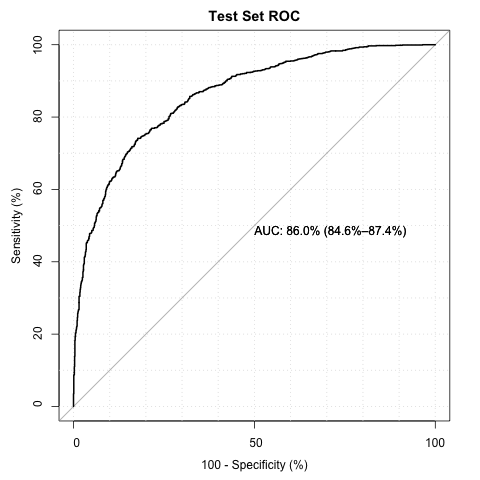 Test Set ROC
Sensitivity (%)
100
80
60
40
20
0
AUC: 86.0% (84.6%–87.4%)
0 50 100
100 - Specificity (%)